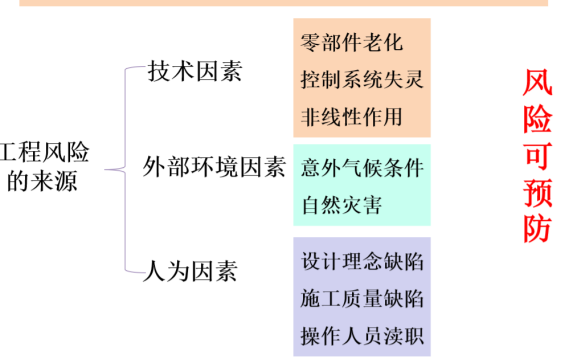 工程风险
的来源
技术因素
零部件老化
控制系统失灵
非线性作用
外部环境因素
意外气候条件
自然灾害
人为因素
设计理念缺陷
施工质量缺陷
操作人员渎职
风
险
可
预
防